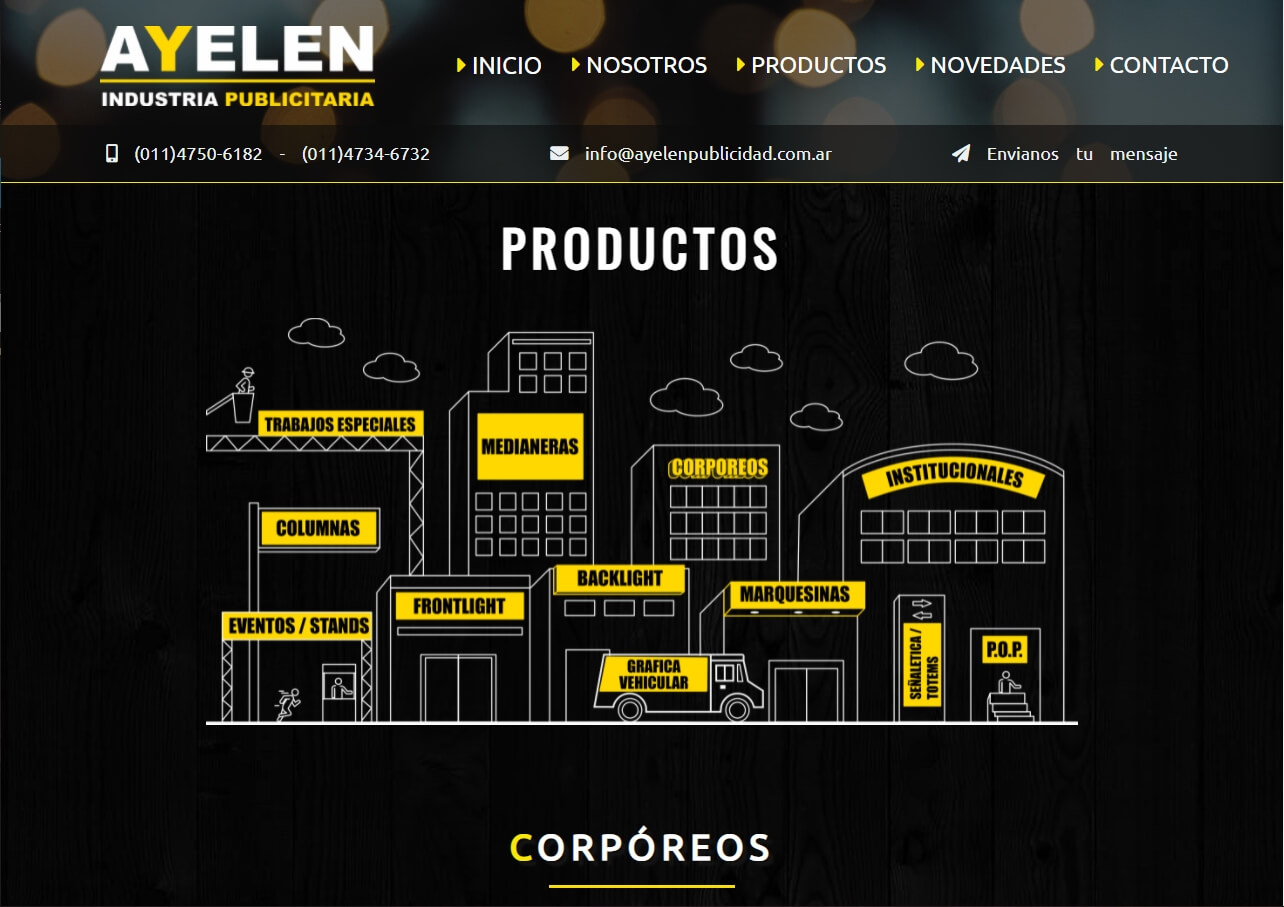 AYELEN
INDUSTRIA PUBLICITARIA
INICIO NOSOTROS PRODUCTOS NOVEDADES CONTACTO
(011)4750-6182 - (011)4734-6732 info@ayelenpublicidad.com.ar Envianos tu mensaje
PRODUCTOS
TRABAJOS ESPECIALES
MEDIANERAS
CORPOREOS
INSTITUCIONALES
COLUMNAS
BACKLIGHT
MARQUESINAS
FRONTLIGHT
EVENTOS / STANDS
GRAFICA
VEHICULAR
SEÑALETICA /
TOTEMS
P.O.P.
CORPÓREOS